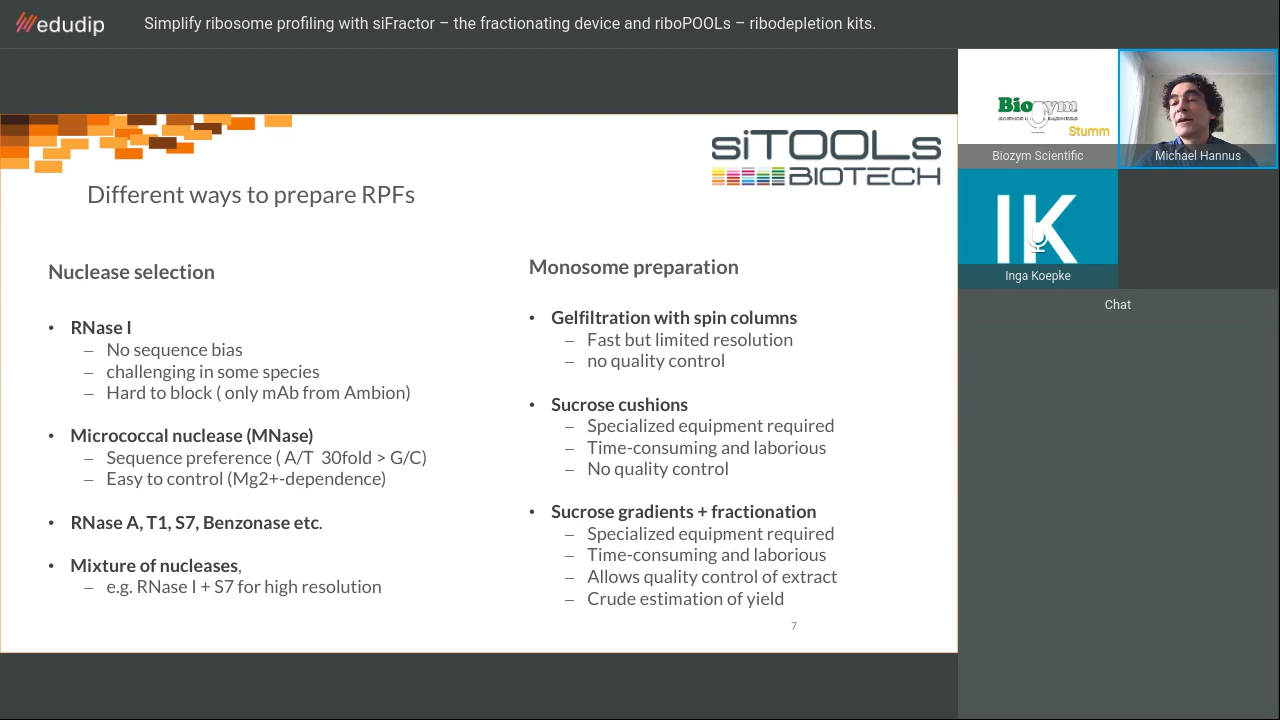 edudip
Simplify ribosome profiling with siFractor – the fractionating device and riboPOOLs – ribodepletion kits.
siTOOLs
BIOTECH
Different ways to prepare RPFs
Nuclease selection
• RNase I
– No sequence bias
– challenging in some species
– Hard to block ( only mAb from Ambion)
• Micrococcal nuclease (MNase)
– Sequence preference ( A/T 30fold > G/C)
– Easy to control (Mg2+-dependence)
• RNase A, T1, S7, Benzonase etc.
• Mixture of nucleases,
– e.g. RNase I + S7 for high resolution
Monosome preparation
• Gelfiltration with spin columns
– Fast but limited resolution
– no quality control
• Sucrose cushions
– Specialized equipment required
– Time-consuming and laborious
– No quality control
• Sucrose gradients + fractionation
– Specialized equipment required
– Time-consuming and laborious
– Allows quality control of extract
– Crude estimation of yield
7
Biozym
Stumm
Biozym Scientific
Michael Hannus
IK
Inga Koepke
Chat